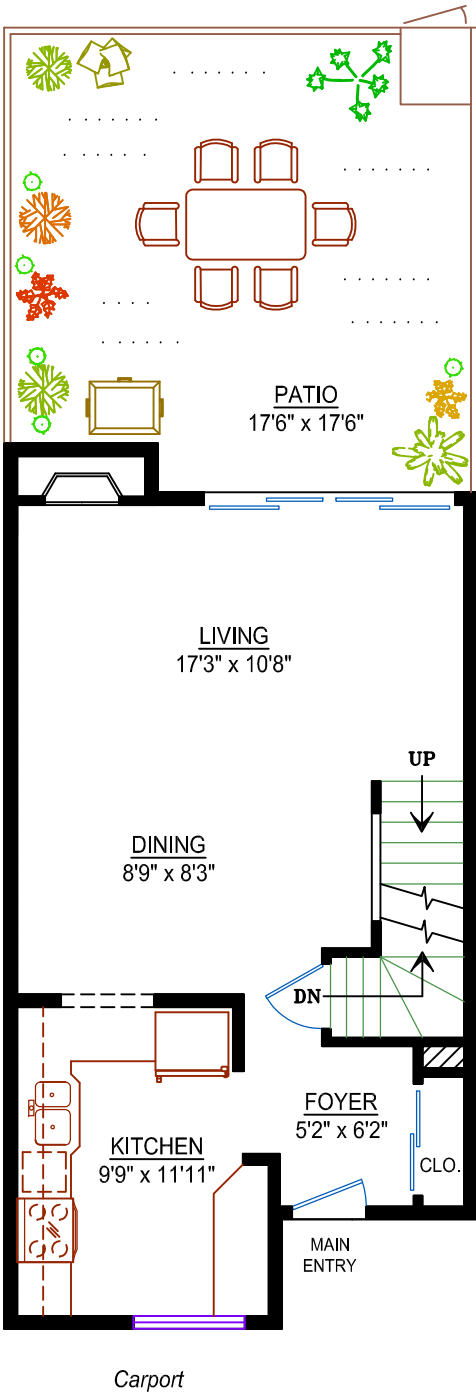 PATIO
17'6" x 17'6"
LIVING
17'3" x 10'8"
UP
DINING
8'9" x 8'3"
DN
FOYER
5'2" x 6'2"
KITCHEN
9'9" x 11'11"
CLO.
MAIN
ENTRY
Carport